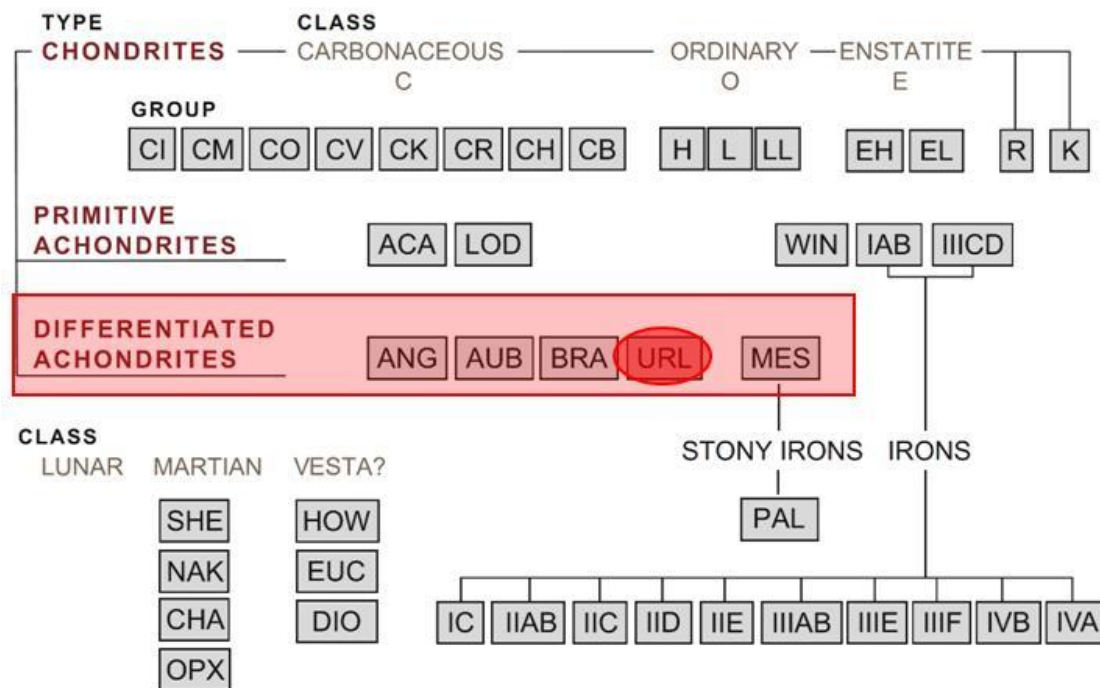 TYPE CLASS
CHONDRITES CARBONACEOUS ORDINARY ENSTATITE
C O E
GROUP
CI CM CO CV CK CR CH CB H L LL EH EL R K
PRIMITIVE
ACHONDRITES
ACA LOD WIN IAB IIICD
DIFFERENTIATED
ACHONDRITES
ANG AUB BRA URL MES
CLASS
LUNAR MARTIAN VESTA?
STONY IRONS IRONS
SHE HOW PAL
NAK EUC
CHA DIO
OPX
IC IIAB IIC IID IIE IIIAB IIIE IIIF IVB IVA